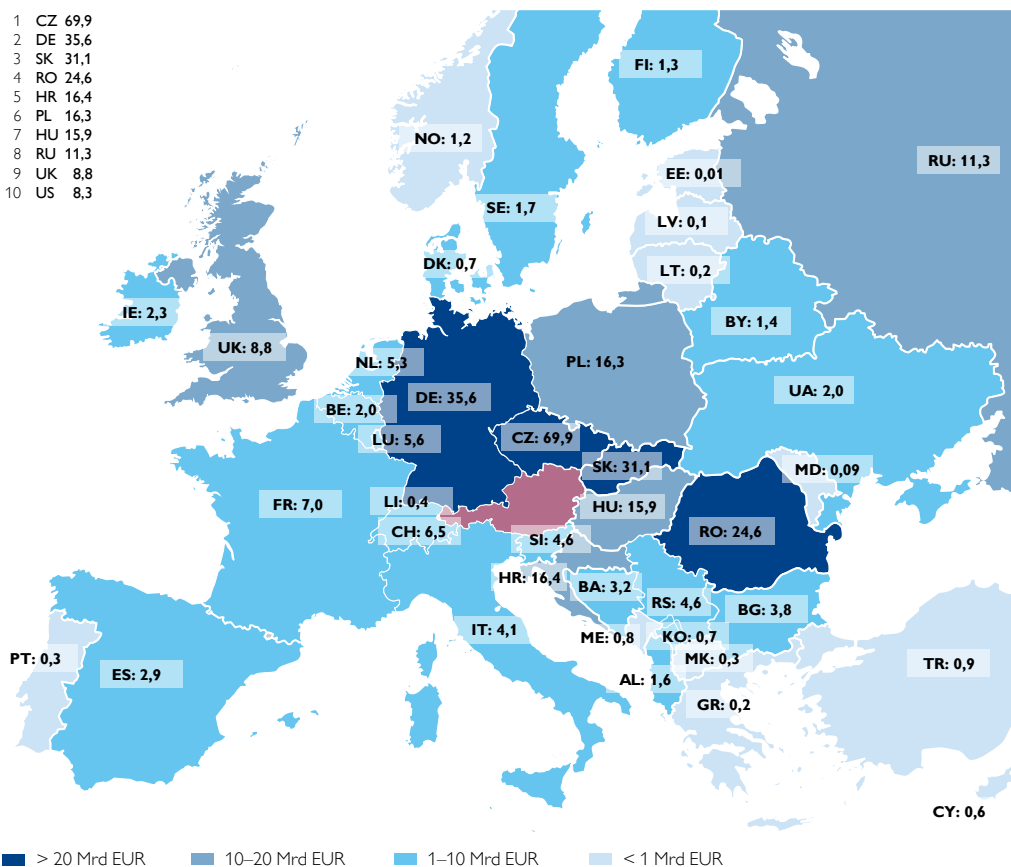 1 CZ 69,9
2 DE 35,6
3 SK 31,1
4 RO 24,6
5 HR 16,4
6 PL 16,3
7 HU 15,9
8 RU 11,3
9 UK 8,8
10 US 8,3
FI: 1,3
NO: 1,2
RU: 11,3
EE: 0,01
SE: 1,7
LV: 0,1
DK: 0,7
LT: 0,2
IE: 2,3
BY: 1,4
UK: 8,8
NL: 5,3
PL: 16,3
UA: 2,0
DE: 35,6
BE: 2,0
LU: 5,6
CZ: 69,9
SK: 31,1
MD: 0,09
FR: 7,0
LI: 0,4
HU: 15,9
CH: 6,5
SI: 4,6
RO: 24,6
HR: 16,4
BA: 3,2
RS: 4,6
BG: 3,8
IT: 4,1
ME: 0,8
KO: 0,7
PT: 0,3
MK: 0,3
TR: 0,9
ES: 2,9
AL: 1,6
GR: 0,2
CY: 0,6
> 20 Mrd EUR
10–20 Mrd EUR
1–10 Mrd EUR
< 1 Mrd EUR